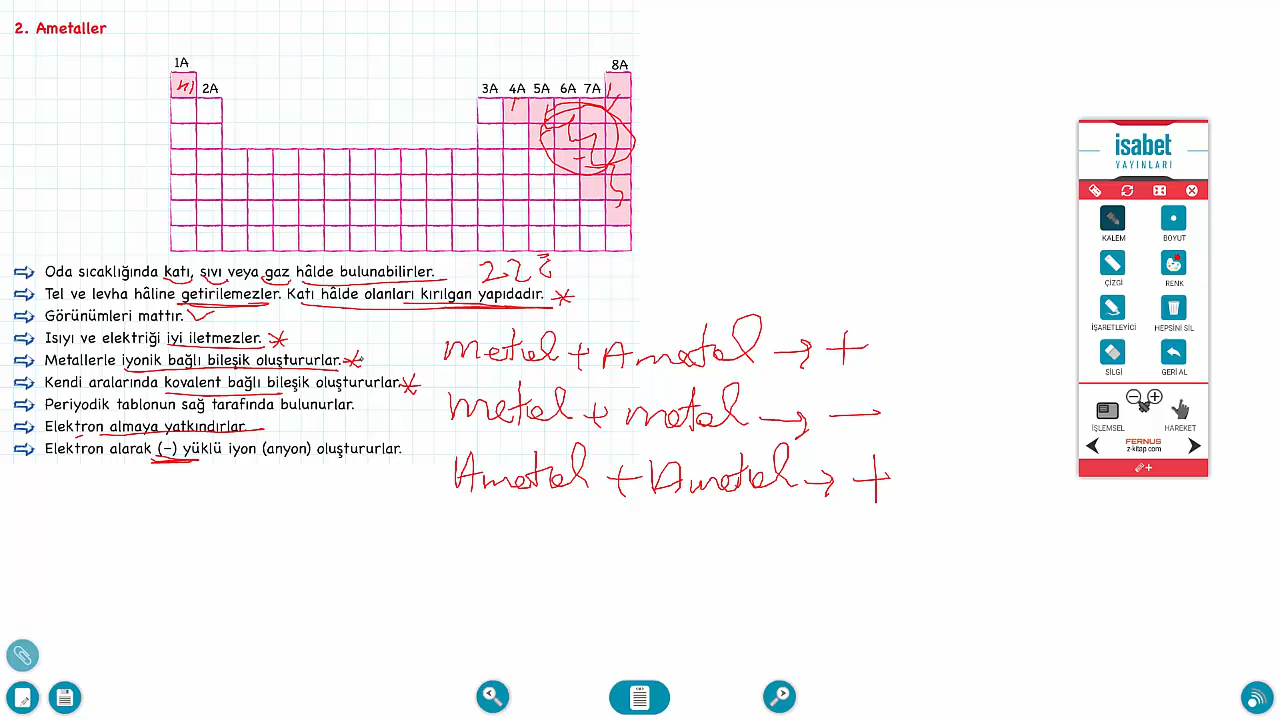 2. Ametaller
1A
2A
3A 4A 5A 6A 7A
8A
H
Oda sıcaklığında katı, sıvı veya gaz hâlde bulunabilirler.
Tel ve levha hâline getirilemezler. Katı hâlde olanları kırılgan yapıdadır.
Görünümleri mattır.
Isıyı ve elektriği iyi iletmezler.
Metallerle iyonik bağlı bileşik oluştururlar.
Kendi aralarında kovalent bağlı bileşik oluştururlar.
Periyodik tablonun sağ tarafında bulunurlar.
Elektron almaya yatkındırlar.
Elektron alarak (–) yüklü iyon (anyon) oluştururlar.
metal + Ametal → +
metal + metal → —
Ametal + Ametal → +
isabet
YAYINLARI
KALEM BOYUT
ÇİZGİ RENK
İŞARETLEYİCİ HEPSİNİ SİL
SİLGİ GERİ AL
İŞLEMSEL HAREKET
FERNUS
z-kitap.com